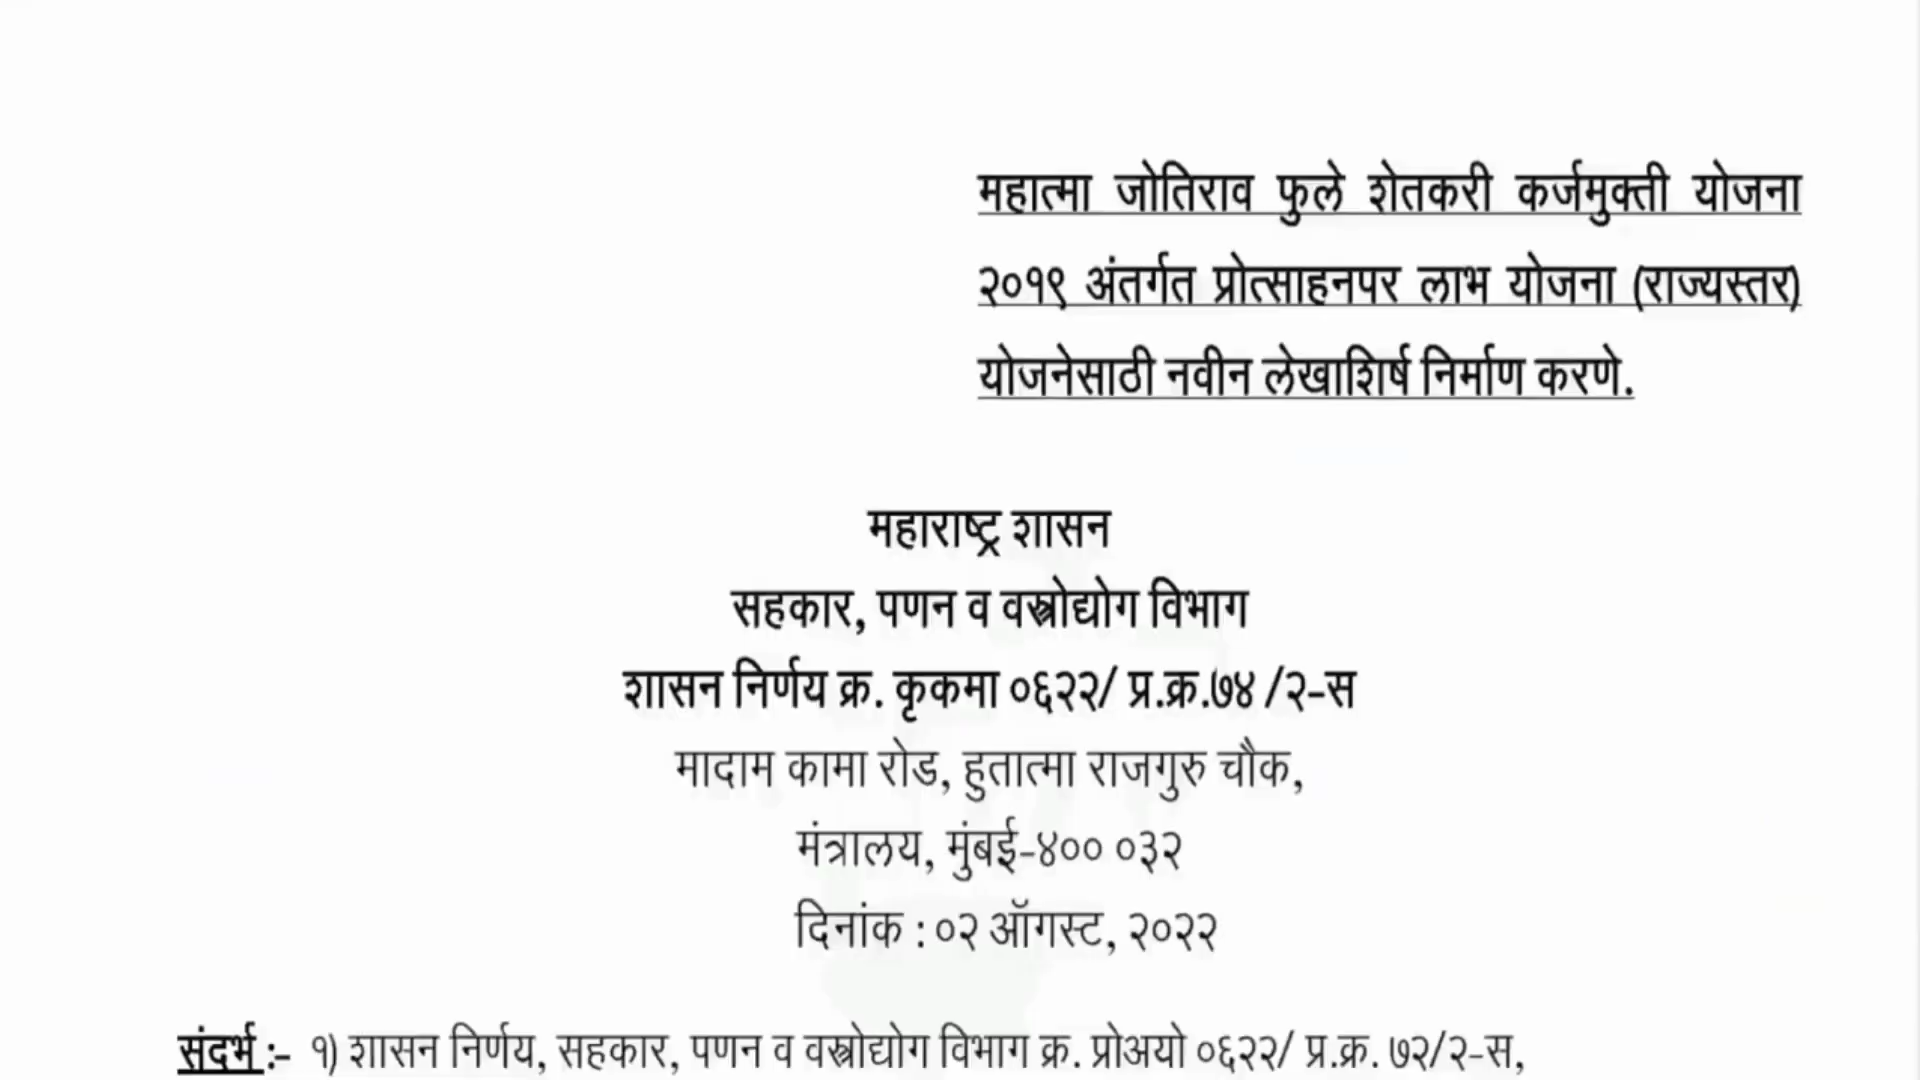 महात्मा जोतिराव फुले शेतकरी कर्जमुक्ती योजना
२०१९ अंतर्गत प्रोत्साहनपर लाभ योजना (राज्यस्तर)
योजनेसाठी नवीन लेखाशिर्ष निर्माण करणे.
महाराष्ट्र शासन
सहकार, पणन व वस्त्रोद्योग विभाग
शासन निर्णय क्र. कृकमा ०६२२/ प्र.क्र.७४ /२-स
मादाम कामा रोड, हुतात्मा राजगुरु चौक,
मंत्रालय, मुंबई-४०० ०३२
दिनांक : ०२ ऑगस्ट, २०२२
संदर्भ :- १) शासन निर्णय, सहकार, पणन व वस्त्रोद्योग विभाग क्र. प्रोअयो ०६२२/ प्र.क्र. ७२/२-स,